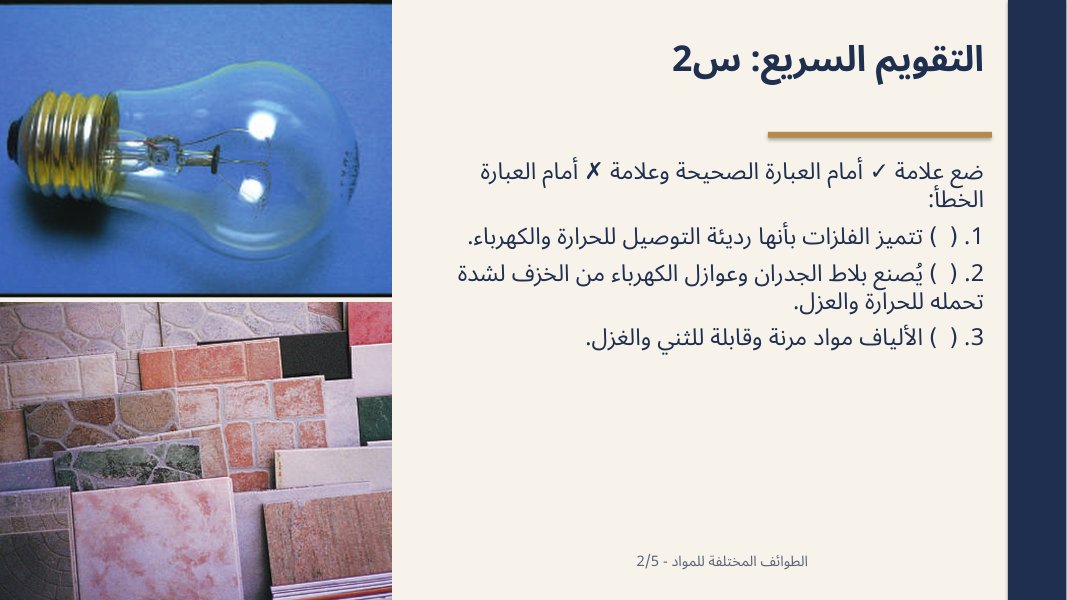 التقويم السريع: س2
ضع علامة ✓ أمام العبارة الصحيحة وعلامة ✗ أمام العبارة
الخطأ:
1. (  ) تتميز الفلزات بأنها رديئة التوصيل للحرارة والكهرباء.
2. (  ) يُصنع بلاط الجدران وعوازل الكهرباء من الخزف لشدة
تحمله للحرارة والعزل.
3. (  ) الألياف مواد مرنة وقابلة للثني والغزل.
الطوائف المختلفة للمواد - 2/5